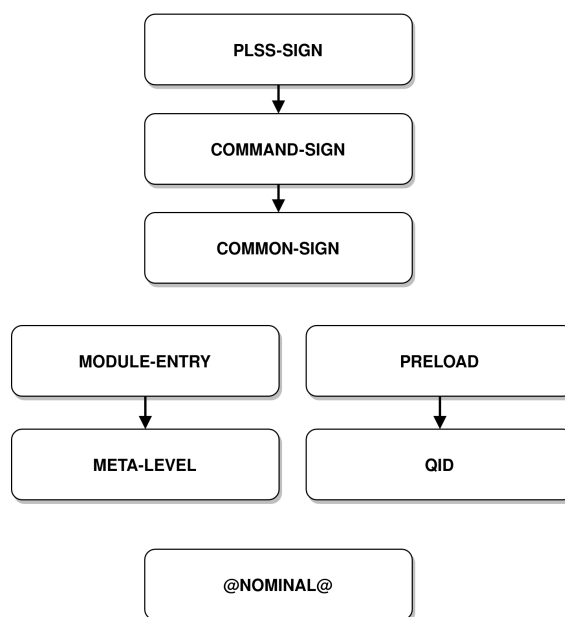 PLSS-SIGN
COMMAND-SIGN
COMMON-SIGN
MODULE-ENTRY
PRELOAD
META-LEVEL
QID
@NOMINAL@